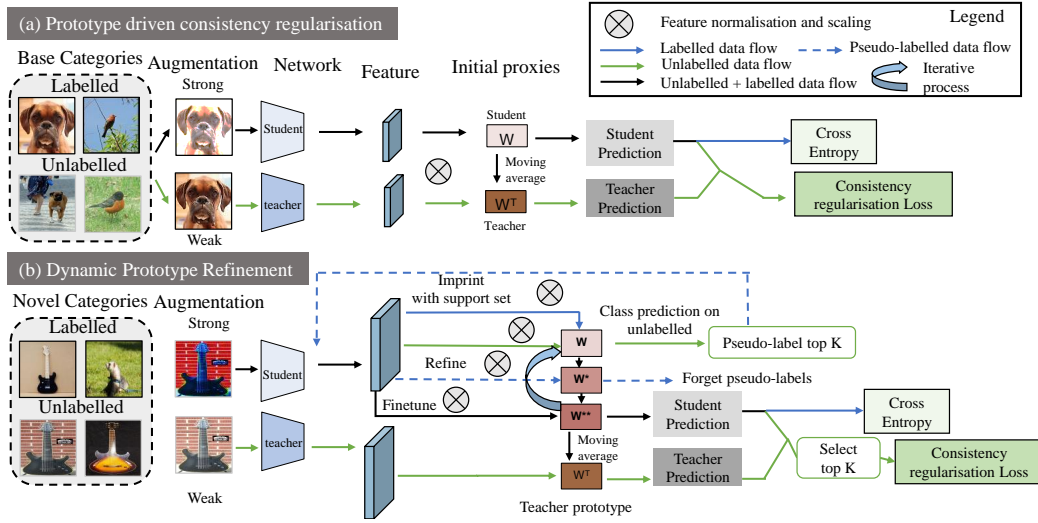 (a) Prototype driven consistency regularisation
Feature normalisation and scaling
Legend
Labelled data flow
Pseudo-labelled data flow
Unlabelled data flow
Unlabelled + labelled data flow
Iterative
process
Base Categories
Augmentation
Network
Feature
Initial proxies
Labelled
Unlabelled
Strong
Weak
Student
teacher
Student
W
Moving
average
Wᵀ
Teacher
Student
Prediction
Teacher
Prediction
Cross
Entropy
Consistency
regularisation Loss
(b) Dynamic Prototype Refinement
Novel Categories
Augmentation
Labelled
Unlabelled
Strong
Weak
Student
teacher
Imprint
with support set
Refine
Finetune
W
W*
W**
Moving
average
Wᵀ
Teacher prototype
Class prediction on
unlabelled
Pseudo-label top K
Forget pseudo-labels
Student
Prediction
Teacher
Prediction
Cross
Entropy
Select
top K
Consistency
regularisation Loss